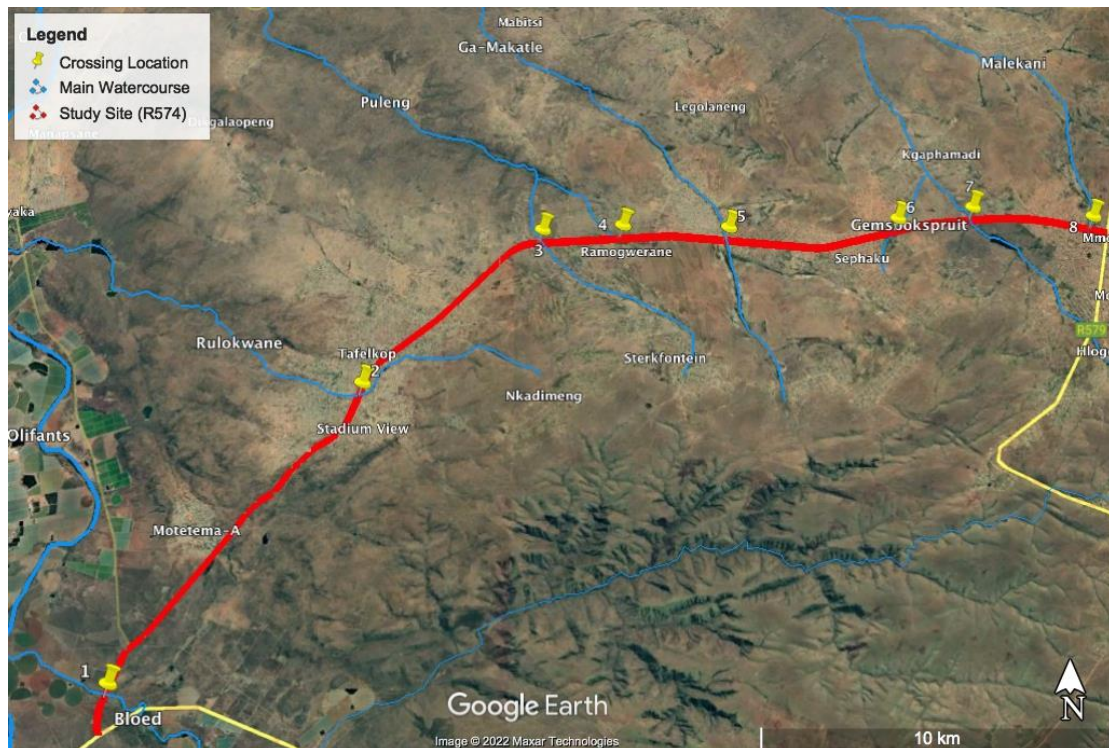 Legend
Crossing Location
Main Watercourse
Study Site (R574)
Mabitsi
Ga-Makatle
Malekani
Puleng
Legolaneng
Kgaphamadi
7
4
5
6
Gemsbokspruit
8
3
Ramogwerane
Sephaku
R579
Rulokwane
Tafelkop
2
Sterkfontein
Nkadimeng
Olifants
Stadium View
Motetema-A
1
Bloed
Google Earth
N
Image © 2022 Maxar Technologies
10 km